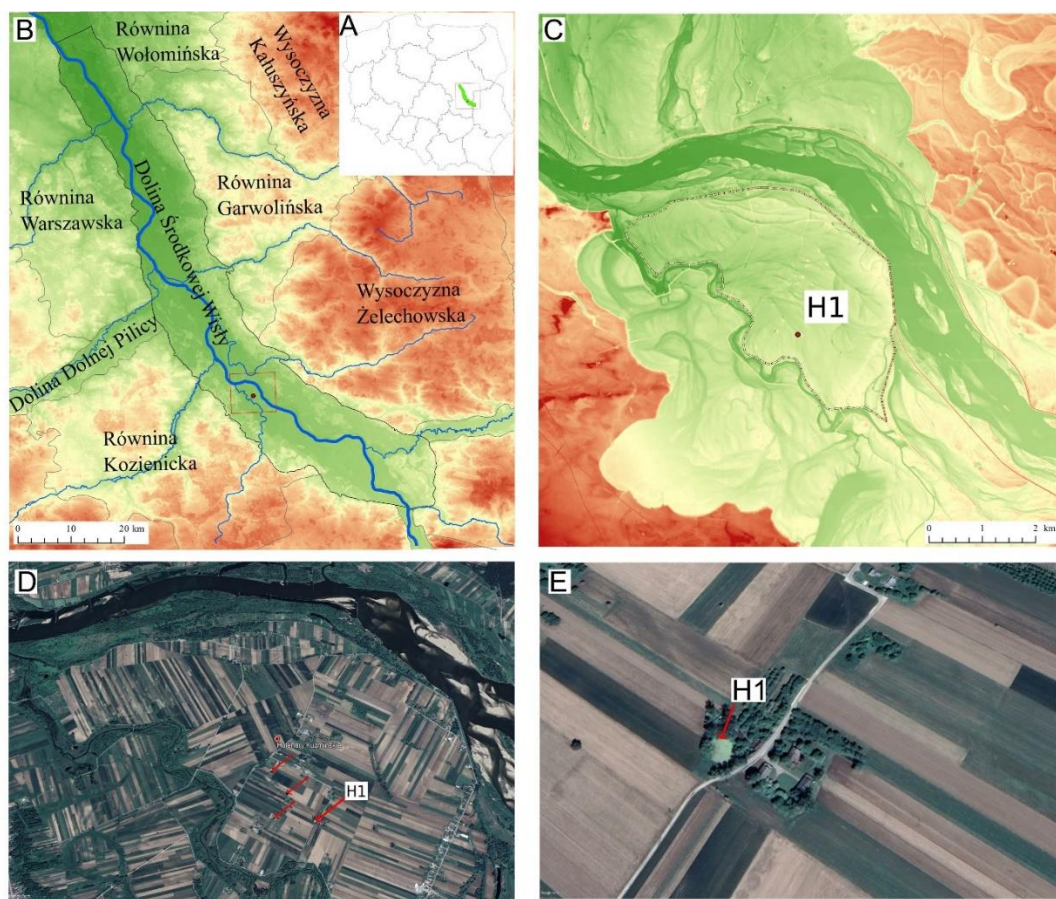 B
Równina
Wołomińska
Wysoczyzna
Kałuszyńska
A
Równina
Warszawska
Dolina Środkowej Wisły
Równina
Garwolińska
Wysoczyzna
Żelechowska
Dolina Dolnej Pilicy
Równina
Kozienicka
0 10 20 km
C
H1
0 1 2 km
D
H1
E
H1